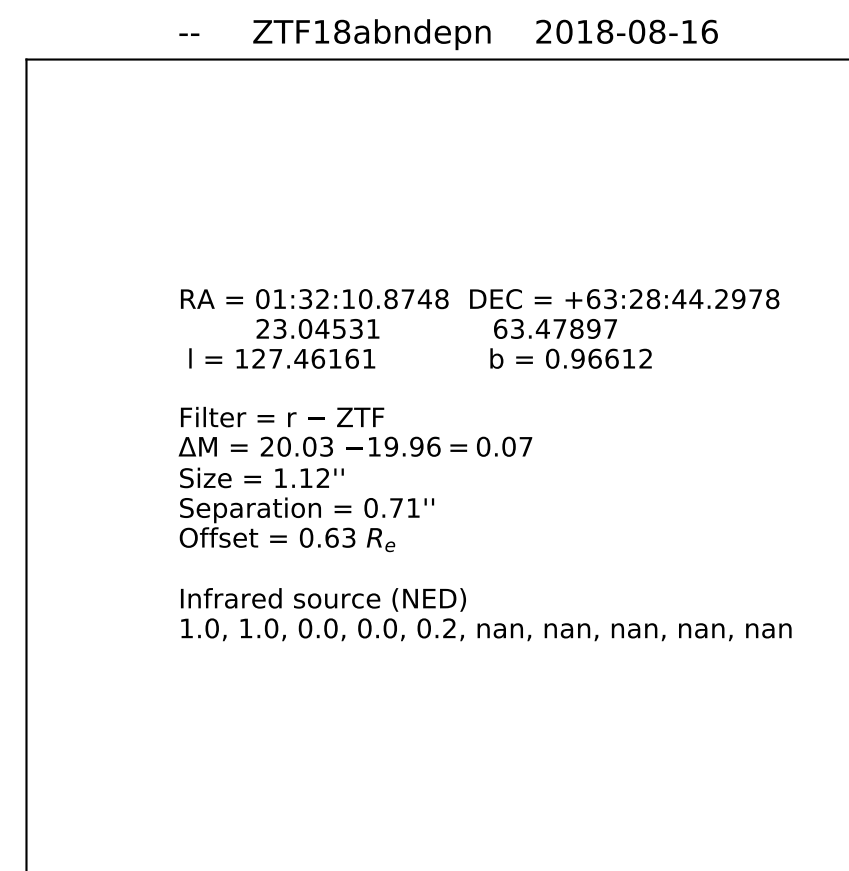 -- ZTF18abndepn 2018-08-16
RA = 01:32:10.8748 DEC = +63:28:44.2978
23.04531 63.47897
l = 127.46161 b = 0.96612
Filter = r − ZTF
ΔM = 20.03 −19.96 = 0.07
Size = 1.12''
Separation = 0.71''
Offset = 0.63 Rₑ
Infrared source (NED)
1.0, 1.0, 0.0, 0.0, 0.2, nan, nan, nan, nan, nan